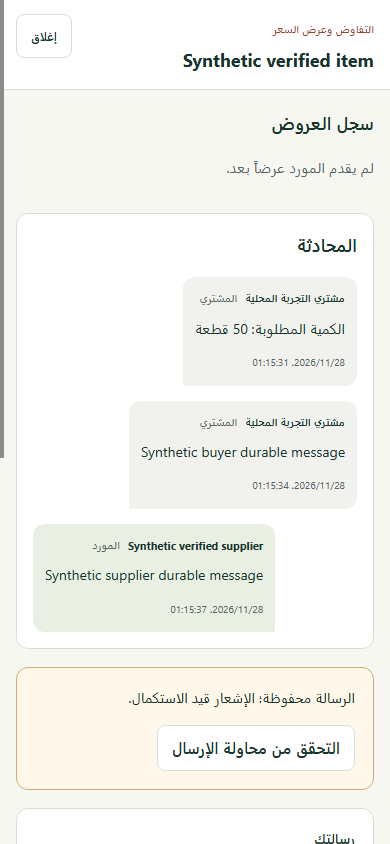 التفاوض وعرض السعر
إغلاق
Synthetic verified item
سجل العروض
لم يقدم المورد عرضاً بعد.
المحادثة
مشتري التجربة المحلية المشتري
الكمية المطلوبة: 50 قطعة
2026/11/28، 01:15:31
مشتري التجربة المحلية المشتري
Synthetic buyer durable message
2026/11/28، 01:15:34
Synthetic verified supplier المورد
Synthetic supplier durable message
2026/11/28، 01:15:37
الرسالة محفوظة؛ الإشعار قيد الاستكمال.
التحقق من محاولة الإرسال
رسالتك